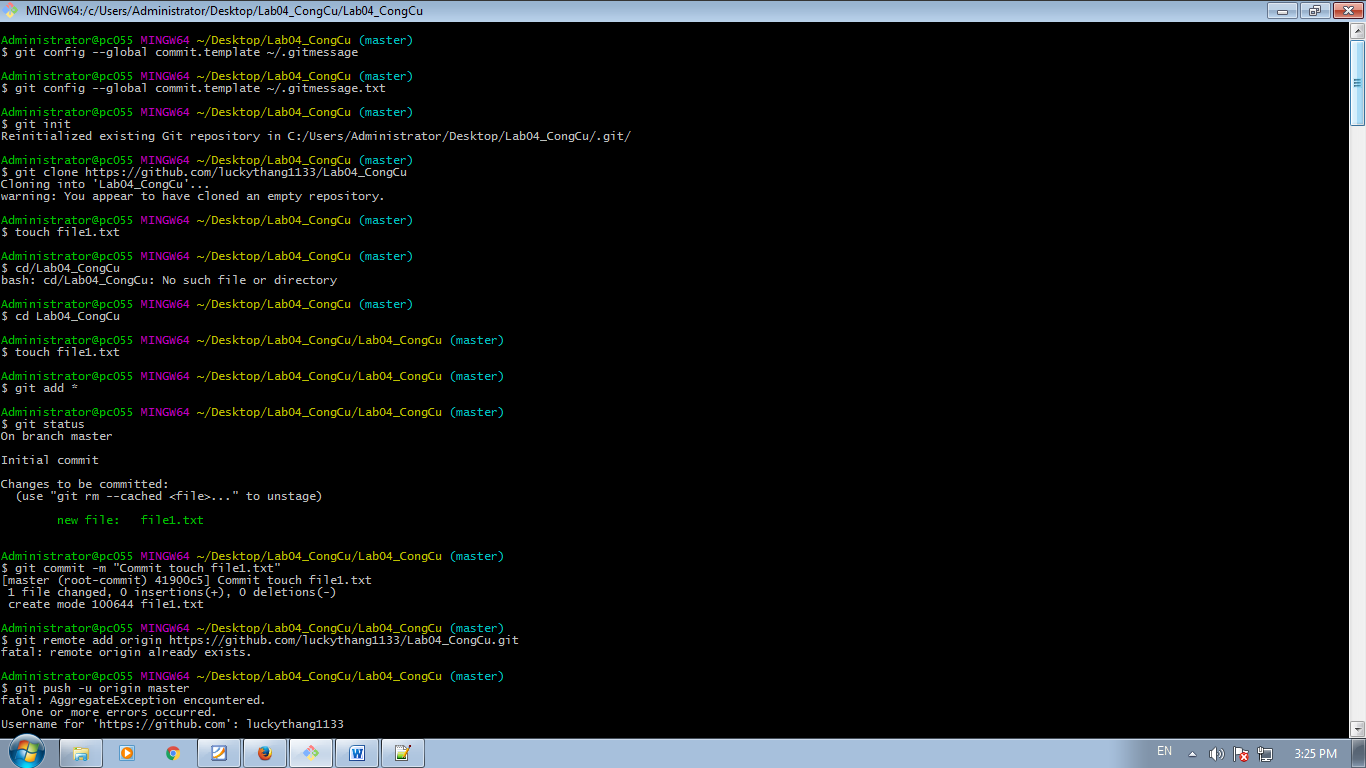 MINGW64:/c/Users/Administrator/Desktop/Lab04_CongCu/Lab04_CongCu
Administrator@pc055 MINGW64 ~/Desktop/Lab04_CongCu (master)
$ git config --global commit.template ~/.gitmessage
Administrator@pc055 MINGW64 ~/Desktop/Lab04_CongCu (master)
$ git config --global commit.template ~/.gitmessage.txt
Administrator@pc055 MINGW64 ~/Desktop/Lab04_CongCu (master)
$ git init
Reinitialized existing Git repository in C:/Users/Administrator/Desktop/Lab04_CongCu/.git/
Administrator@pc055 MINGW64 ~/Desktop/Lab04_CongCu (master)
$ git clone https://github.com/luckythang1133/Lab04_CongCu
Cloning into 'Lab04_CongCu'...
warning: You appear to have cloned an empty repository.
Administrator@pc055 MINGW64 ~/Desktop/Lab04_CongCu (master)
$ touch file1.txt
Administrator@pc055 MINGW64 ~/Desktop/Lab04_CongCu (master)
$ cd/Lab04_CongCu
bash: cd/Lab04_CongCu: No such file or directory
Administrator@pc055 MINGW64 ~/Desktop/Lab04_CongCu (master)
$ cd Lab04_CongCu
Administrator@pc055 MINGW64 ~/Desktop/Lab04_CongCu/Lab04_CongCu (master)
$ touch file1.txt
Administrator@pc055 MINGW64 ~/Desktop/Lab04_CongCu/Lab04_CongCu (master)
$ git add *
Administrator@pc055 MINGW64 ~/Desktop/Lab04_CongCu/Lab04_CongCu (master)
$ git status
On branch master
Initial commit
Changes to be committed:
  (use "git rm --cached <file>..." to unstage)
        new file:   file1.txt
Administrator@pc055 MINGW64 ~/Desktop/Lab04_CongCu/Lab04_CongCu (master)
$ git commit -m "Commit touch file1.txt"
[master (root-commit) 41900c5] Commit touch file1.txt
 1 file changed, 0 insertions(+), 0 deletions(-)
 create mode 100644 file1.txt
Administrator@pc055 MINGW64 ~/Desktop/Lab04_CongCu/Lab04_CongCu (master)
$ git remote add origin https://github.com/luckythang1133/Lab04_CongCu.git
fatal: remote origin already exists.
Administrator@pc055 MINGW64 ~/Desktop/Lab04_CongCu/Lab04_CongCu (master)
$ git push -u origin master
fatal: AggregateException encountered.
   One or more errors occurred.
Username for 'https://github.com': luckythang1133
EN
3:25 PM